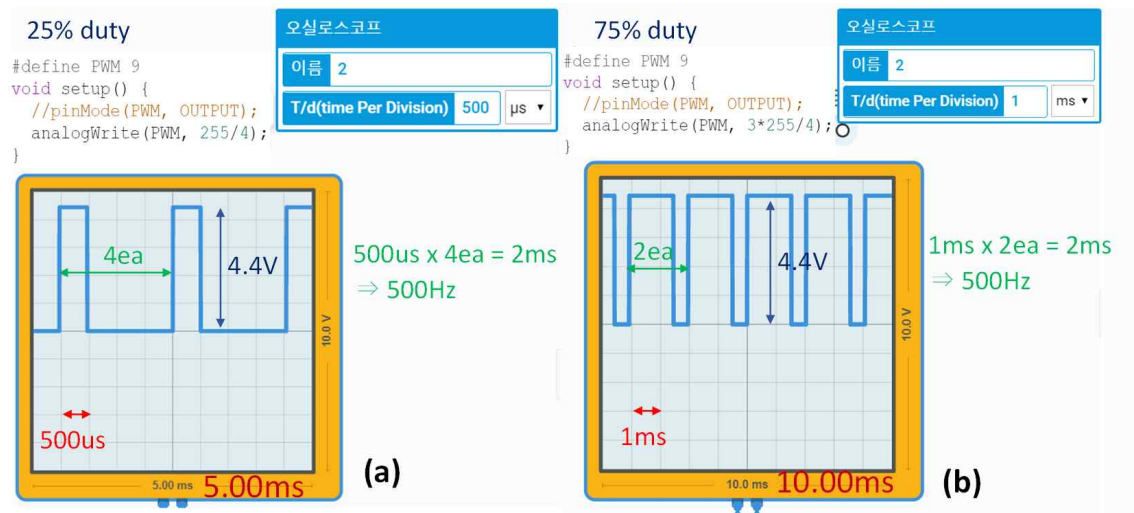 25% duty
#define PWM 9
void setup() {
//pinMode(PWM, OUTPUT);
analogWrite(PWM, 255/4);
}
오실로스코프
이름 2
T/d(time Per Division) 500 μs ▼
4ea
4.4V
500us
10.0 V
5.00 ms 5.00ms
500us x 4ea = 2ms
⇒ 500Hz
(a)
75% duty
#define PWM 9
void setup() {
//pinMode(PWM, OUTPUT);
analogWrite(PWM, 3*255/4);
}
오실로스코프
이름 2
T/d(time Per Division) 1 ms ▼
2ea
4.4V
1ms
10.0 V
10.0 ms 10.00ms
1ms x 2ea = 2ms
⇒ 500Hz
(b)